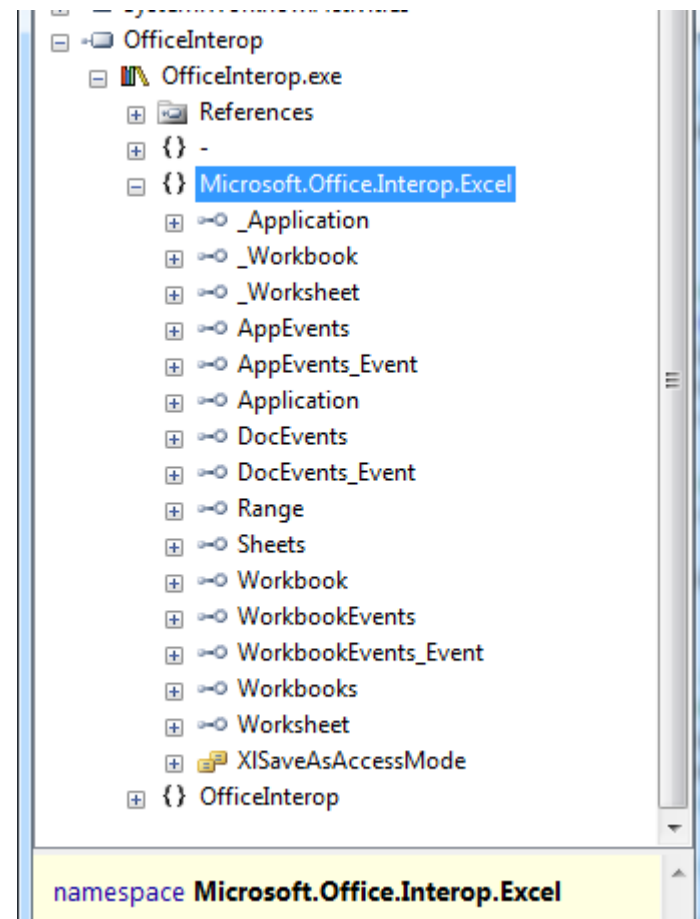 OfficeInterop
OfficeInterop.exe
References
{} -
{} Microsoft.Office.Interop.Excel
_Application
_Workbook
_Worksheet
AppEvents
AppEvents_Event
Application
DocEvents
DocEvents_Event
Range
Sheets
Workbook
WorkbookEvents
WorkbookEvents_Event
Workbooks
Worksheet
XlSaveAsAccessMode
{} OfficeInterop
namespace Microsoft.Office.Interop.Excel